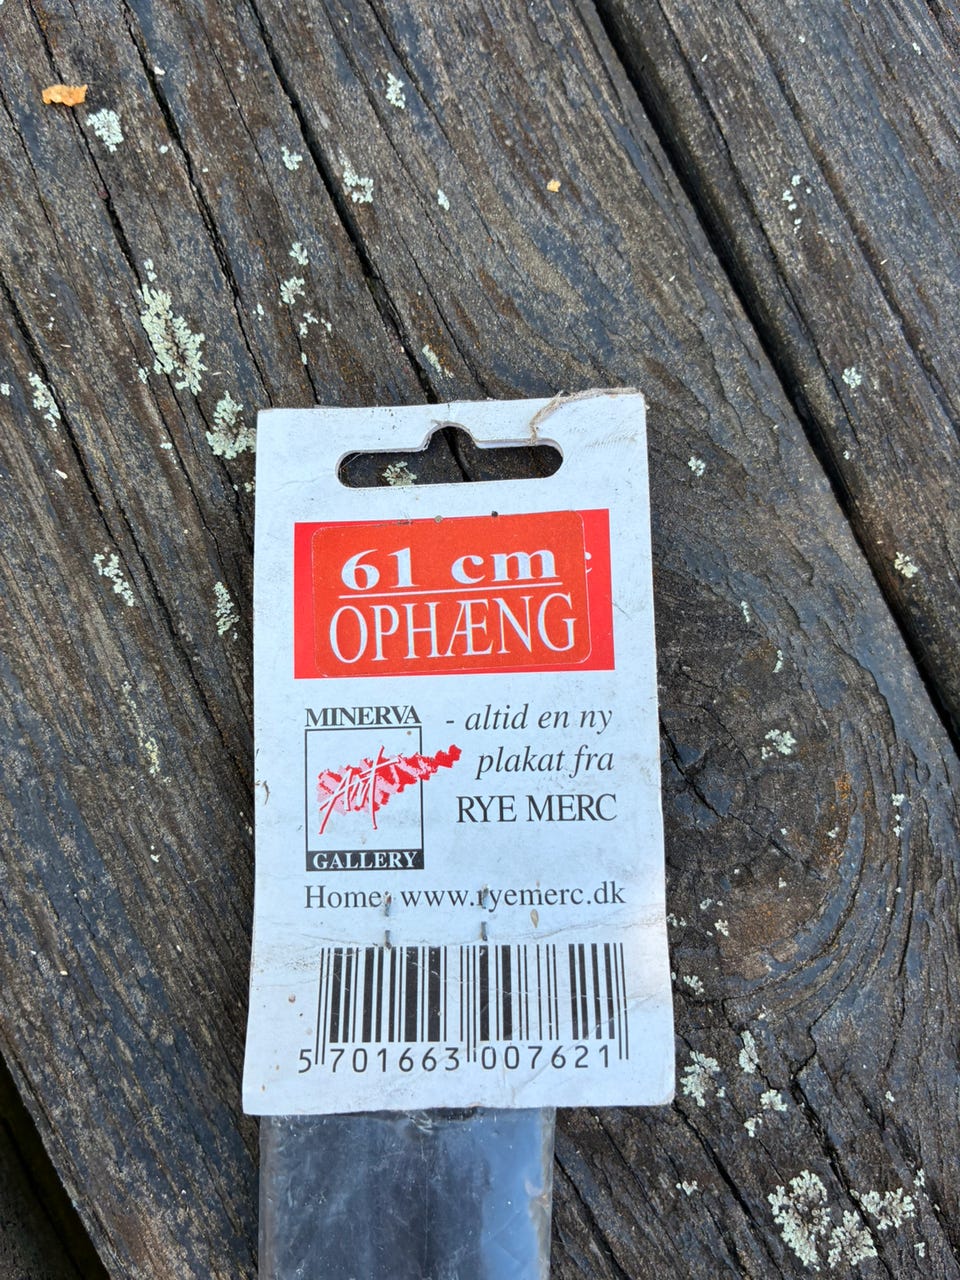 61 cm
OPHÆNG
MINERVA
Art
GALLERY
- altid en ny
plakat fra
RYE MERC
Home: www.ryemerc.dk
5 701663 007621